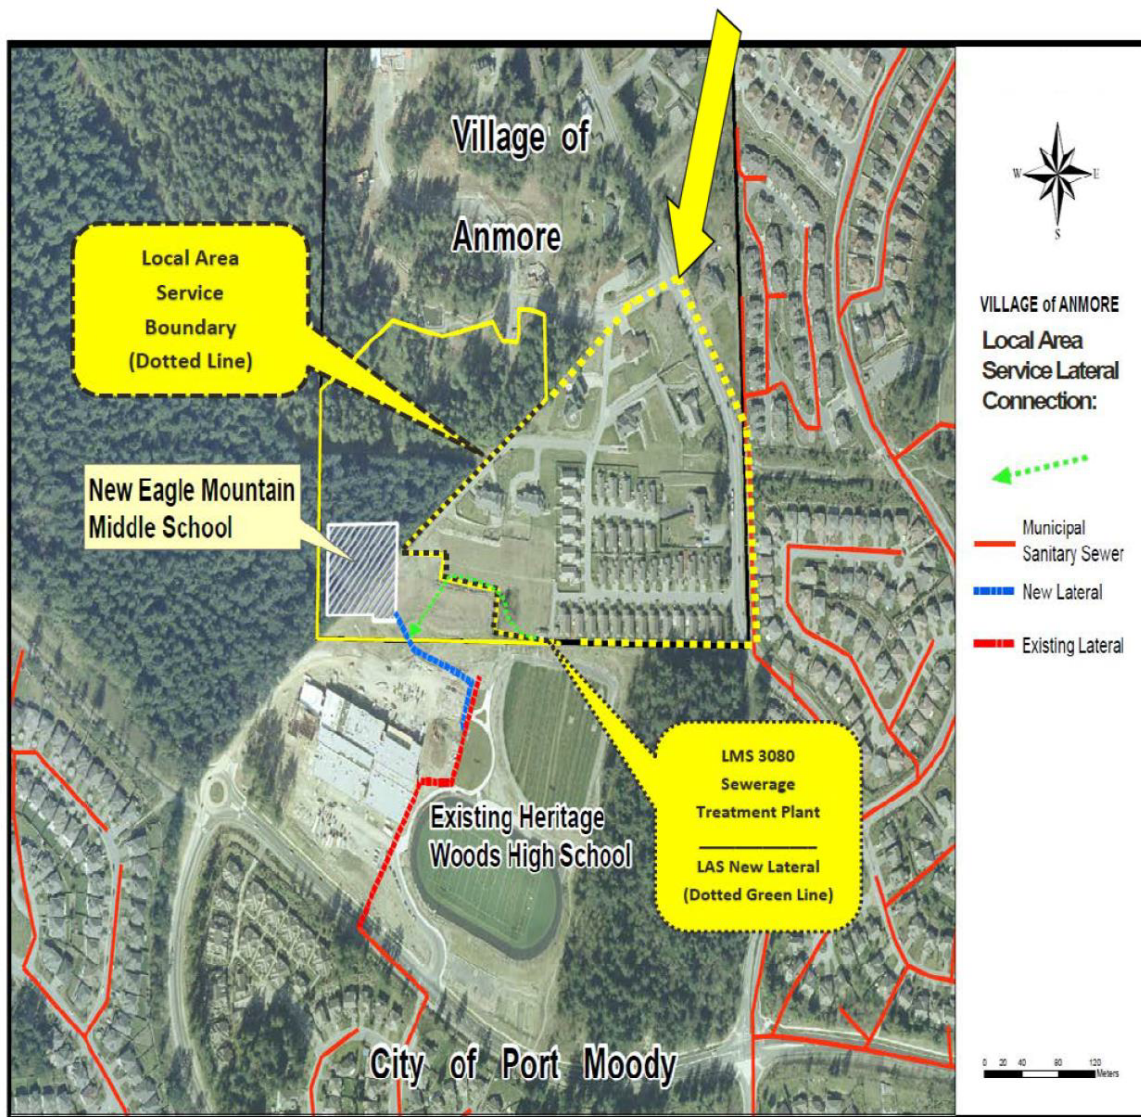 Village of
Anmore
Local Area
Service
Boundary
(Dotted Line)
New Eagle Mountain
Middle School
LMS 3080
Sewerage
Treatment Plant
LAS New Lateral
(Dotted Green Line)
Existing Heritage
Woods High School
City of Port Moody
W
E
S
VILLAGE of ANMORE
Local Area
Service Lateral
Connection:
Municipal
Sanitary Sewer
New Lateral
Existing Lateral
0 20 40 80 120
Meters